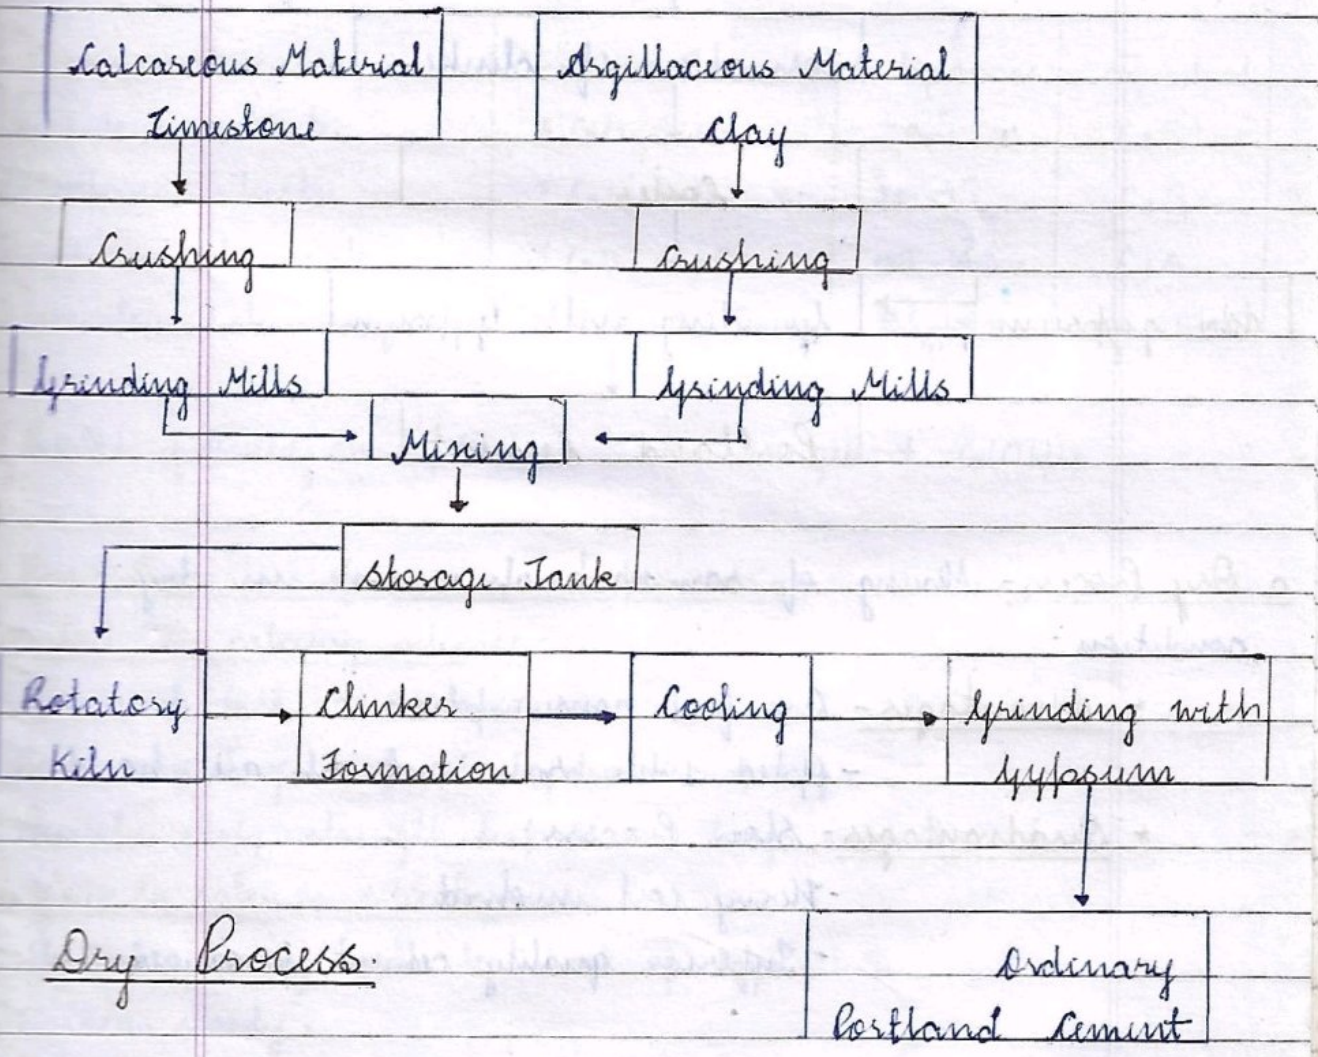 Calcareous Material
Limestone
Argillaceous Material
Clay
Crushing
Crushing
Grinding Mills
Grinding Mills
Mixing
Storage Tank
Rotatory
Kiln
Clinker
Formation
Cooling
Grinding with
Gypsum
Dry Process.
Ordinary
Portland Cement